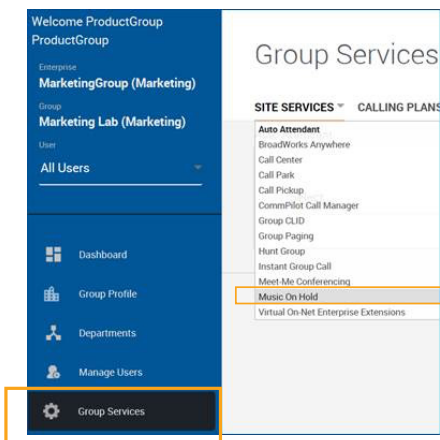 Welcome ProductGroup
ProductGroup
Enterprise
MarketingGroup (Marketing)
Group
Marketing Lab (Marketing)
User
All Users
Dashboard
Group Profile
Departments
Manage Users
Group Services
Group Services
SITE SERVICES CALLING PLANS
Auto Attendant
BroadWorks Anywhere
Call Center
Call Park
Call Pickup
CommPilot Call Manager
Group CLID
Group Paging
Hunt Group
Instant Group Call
Meet-Me Conferencing
Music On Hold
Virtual On-Net Enterprise Extensions